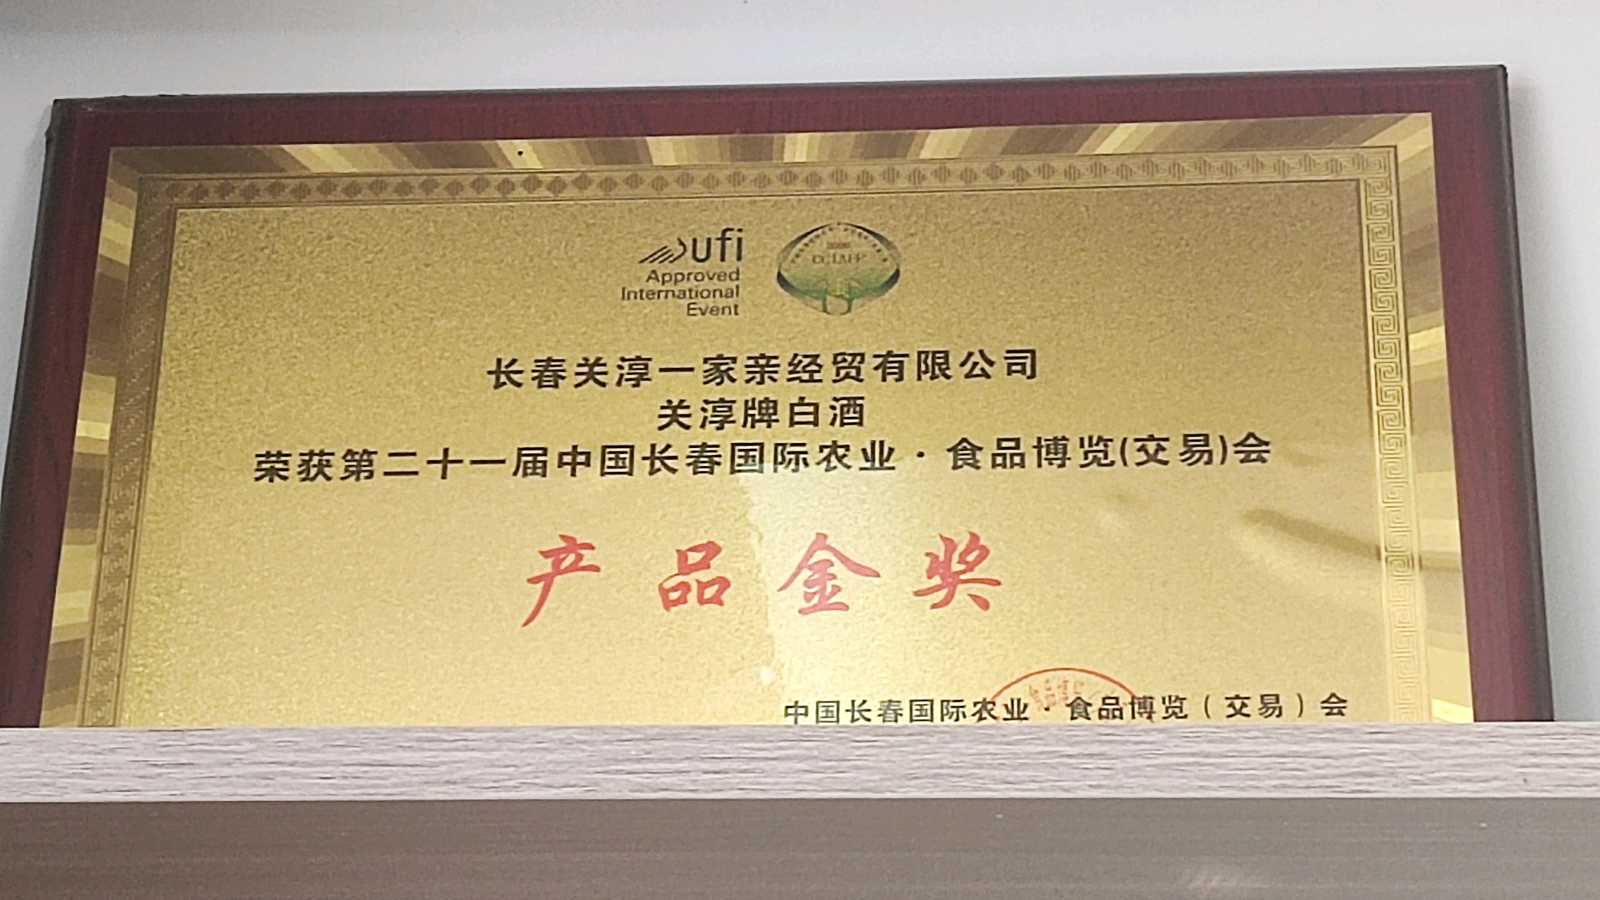 ufi
Approved
International
Event
长春关淳一家亲经贸有限公司
关淳牌白酒
荣获第二十一届中国长春国际农业·食品博览(交易)会
产品金奖
中国长春国际农业·食品博览（交易）会